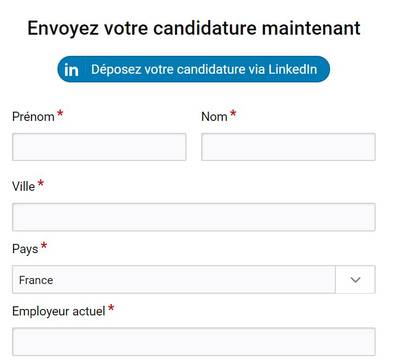 Envoyez votre candidature maintenant
in Déposez votre candidature via LinkedIn
Prénom * Nom *
Ville *
Pays *
France
Employeur actuel *